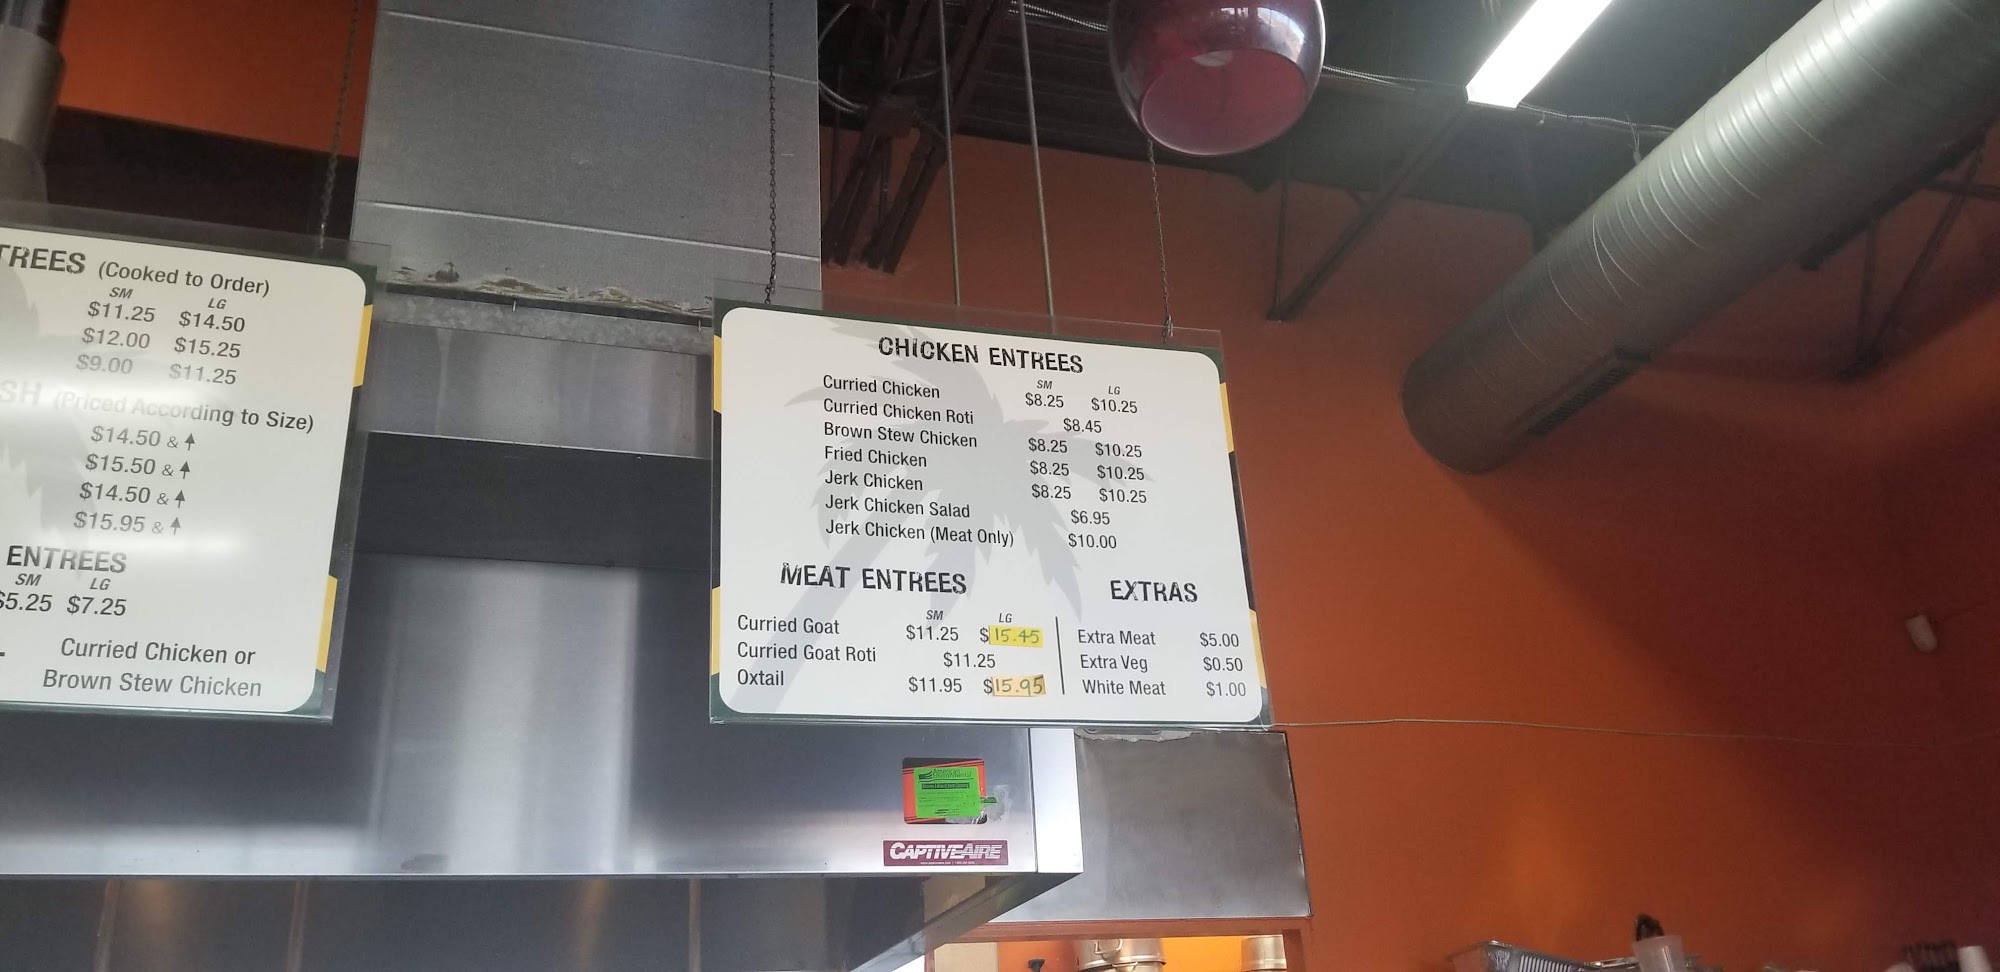 TREES (Cooked to Order)
SM LG
$11.25 $14.50
$12.00 $15.25
$9.00 $11.25
SH (Priced According to Size)
$14.50 & ↑
$15.50 & ↑
$14.50 & ↑
$15.95 & ↑
ENTREES
SM LG
$5.25 $7.25
Curried Chicken or
Brown Stew Chicken
CHICKEN ENTREES
SM LG
Curried Chicken $8.25 $10.25
Curried Chicken Roti $8.45
Brown Stew Chicken $8.25 $10.25
Fried Chicken $8.25 $10.25
Jerk Chicken $8.25 $10.25
Jerk Chicken Salad $6.95
Jerk Chicken (Meat Only) $10.00
MEAT ENTREES
SM LG
Curried Goat $11.25 $15.45
Curried Goat Roti $11.25
Oxtail $11.95 $15.95
EXTRAS
Extra Meat $5.00
Extra Veg $0.50
White Meat $1.00
American
Environmental
CAPTIVEAIRE